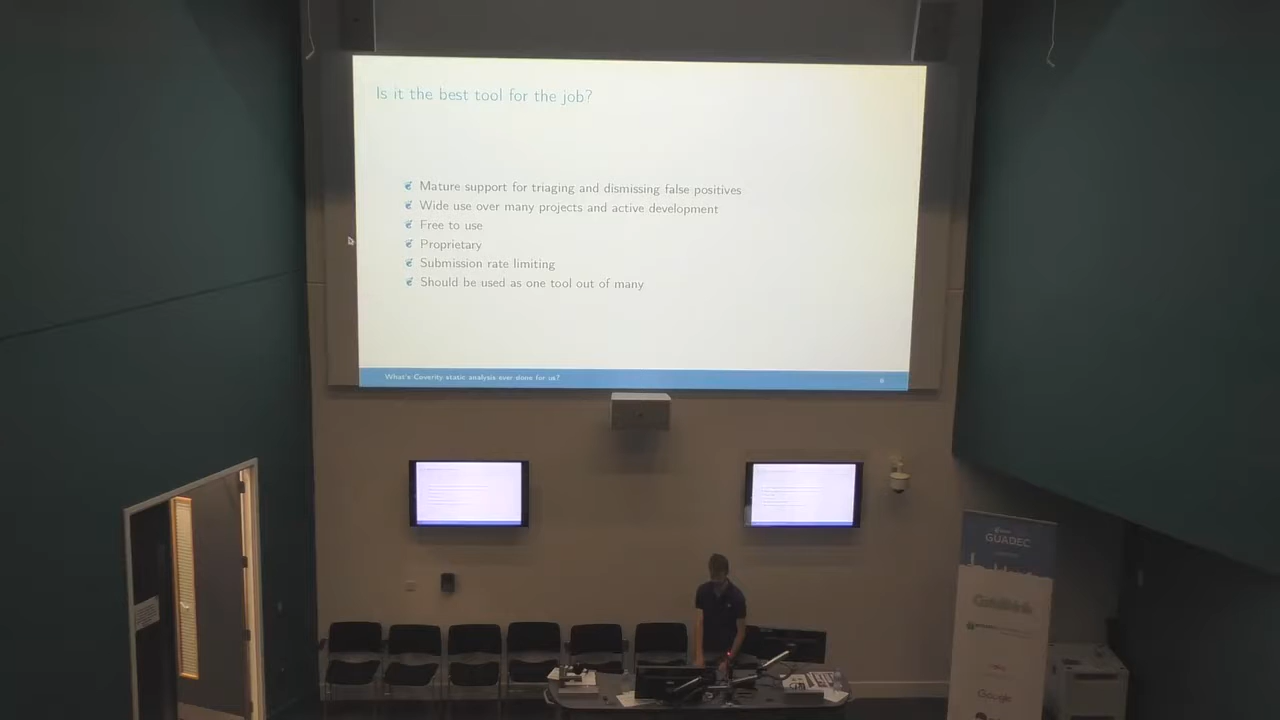 Is it the best tool for the job?
Mature support for triaging and dismissing false positives
Wide use over many projects and active development
Free to use
Proprietary
Submission rate limiting
Should be used as one tool out of many
What's Coverity static analysis ever done for us?
GUADEC
Codethink
Google